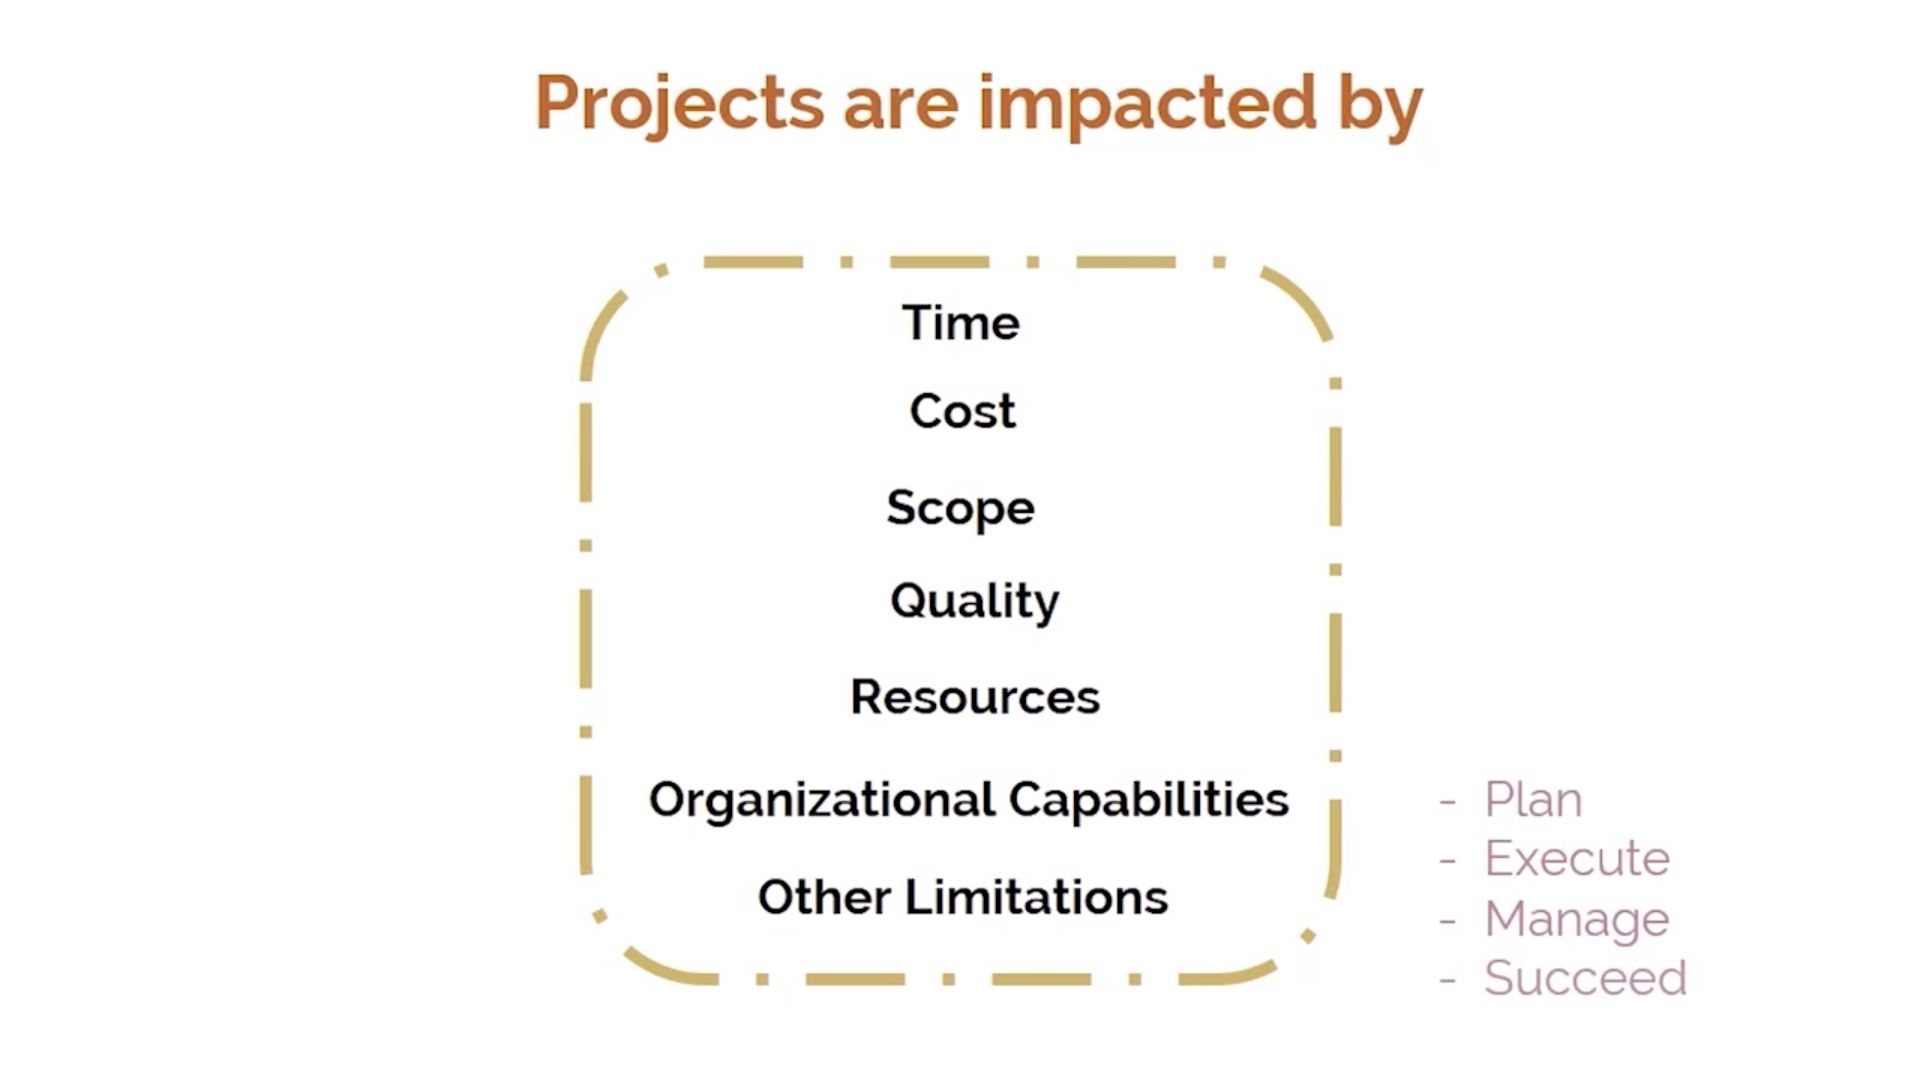 Projects are impacted by
Time
Cost
Scope
Quality
Resources
Organizational Capabilities
Other Limitations
- Plan
- Execute
- Manage
- Succeed